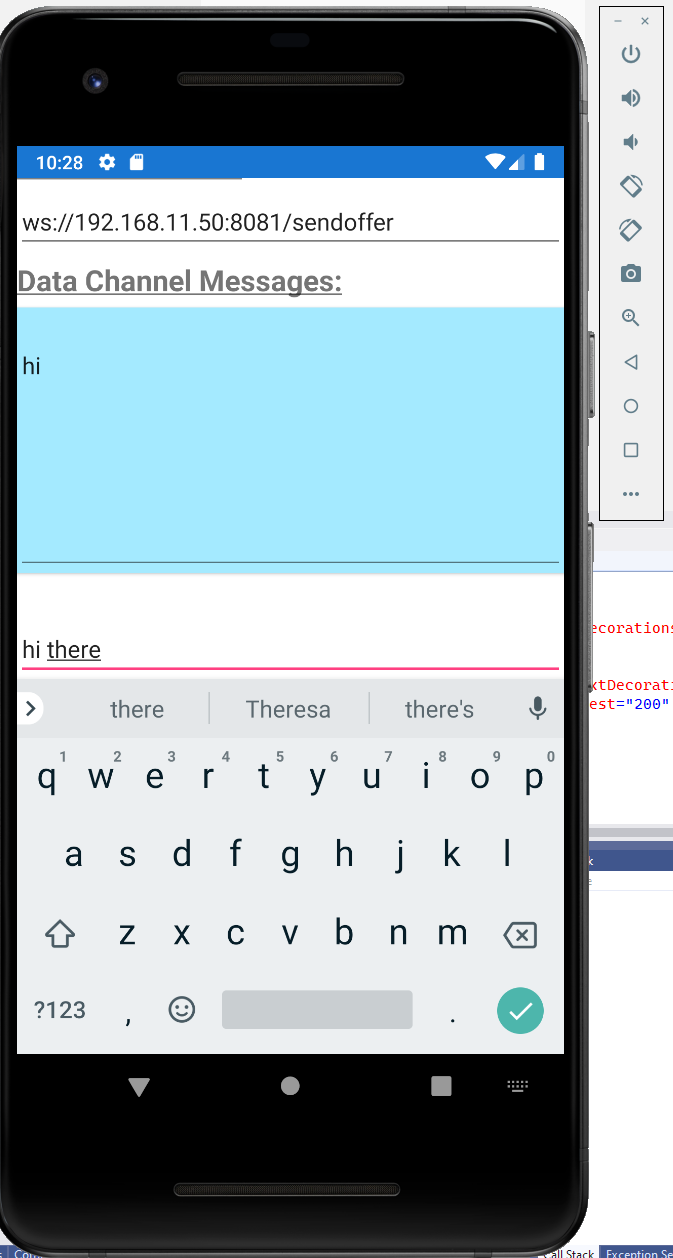 10:28
ws://192.168.11.50:8081/sendoffer
Data Channel Messages:
hi
hi there
there Theresa there's
1 2 3 4 5 6 7 8 9 0
q w e r t y u i o p
a s d f g h j k l
z x c v b n m
?123 , .
ecorations
xtDecorati
est="200"
k
e
Call Stack Exception Se